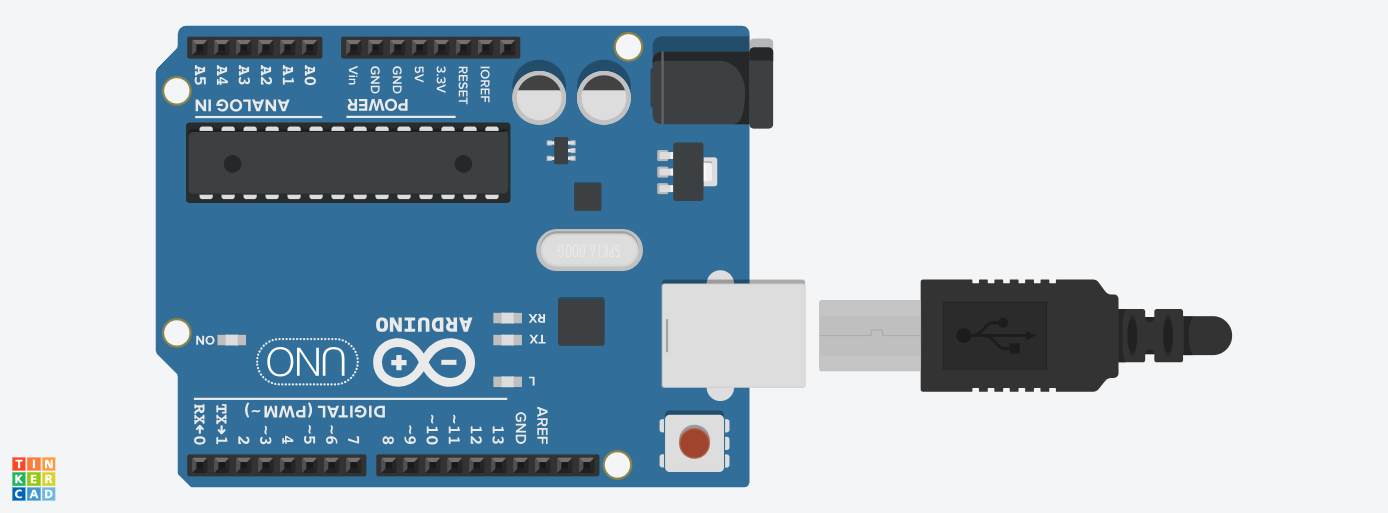 A5 A4 A3 A2 A1 A0
Vin GND GND 5V 3.3V RESET IOREF
ANALOG IN
POWER
SPK16.000G
ARDUINO
RX
TX
ON
UNO
L
DIGITAL (PWM~)
RX←0 TX→1 2 ~3 4 ~5 ~6 7
8 ~9 ~10 ~11 12 13 GND AREF
TIN
KER
CAD